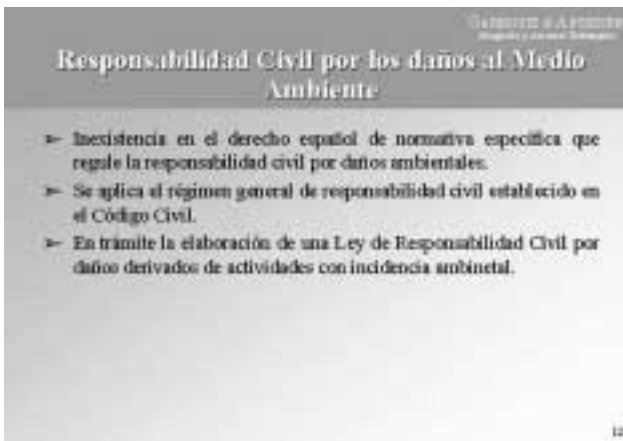 Responsabilidad Civil por los daños al Medio
Ambiente
➢ Inexistencia en el derecho español de normativa específica que
regule la responsabilidad civil por daños ambientales.
➢ Se aplica el régimen general de responsabilidad civil establecido en
el Código Civil.
➢ En trámite la elaboración de una Ley de Responsabilidad Civil por
daños derivados de actividades con incidencia ambinetal.